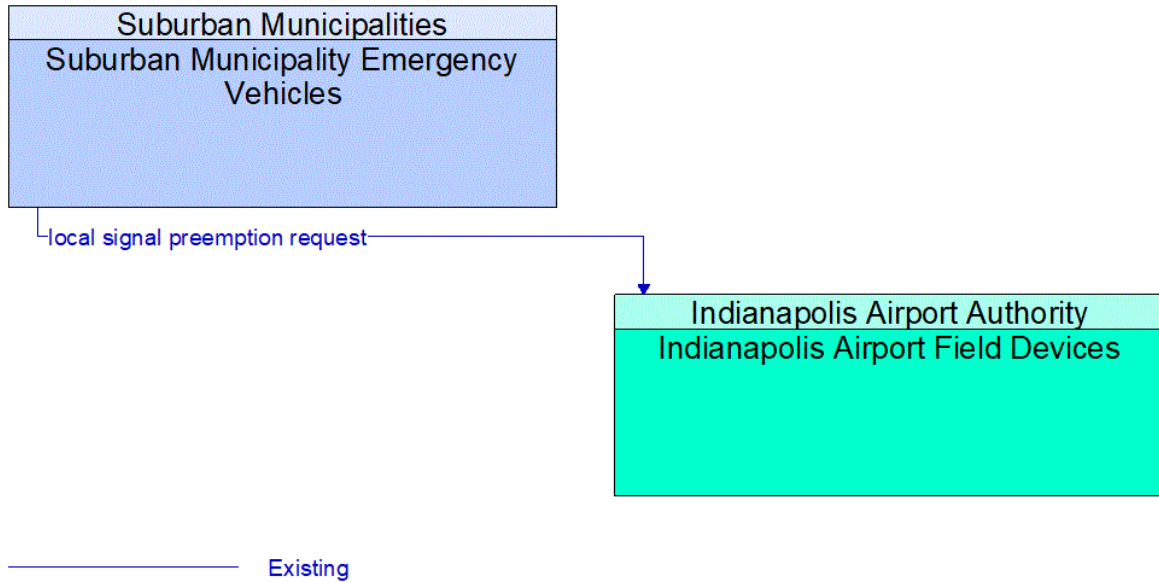 Suburban Municipalities
Suburban Municipality Emergency
Vehicles
local signal preemption request
Indianapolis Airport Authority
Indianapolis Airport Field Devices
Existing